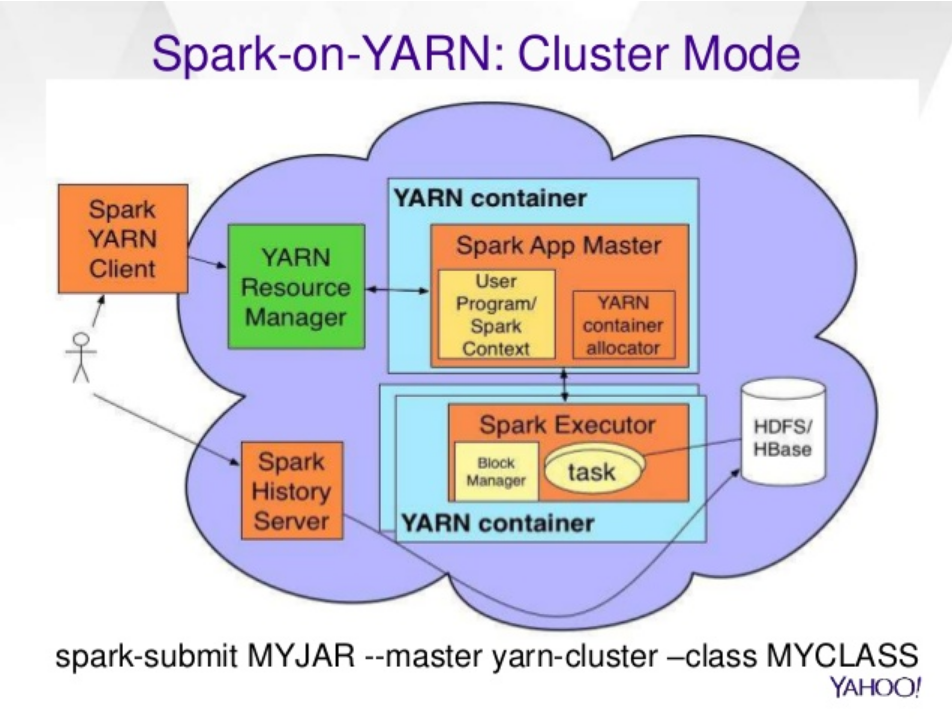 Spark-on-YARN: Cluster Mode
Spark
YARN
Client
YARN
Resource
Manager
YARN container
Spark App Master
User
Program/
Spark
Context
YARN
container
allocator
Spark Executor
Block
Manager
task
YARN container
HDFS/
HBase
Spark
History
Server
spark-submit MYJAR --master yarn-cluster –class MYCLASS
YAHOO!